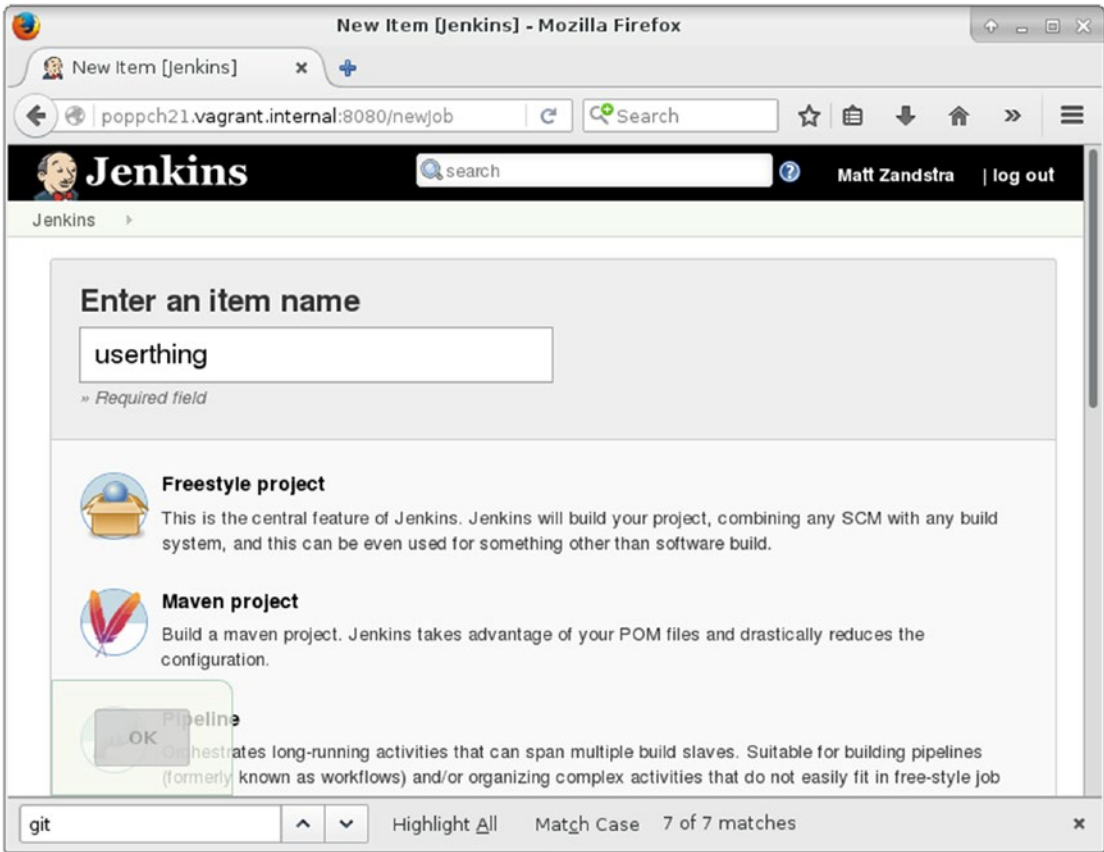 New Item [Jenkins] - Mozilla Firefox
New Item [Jenkins]
poppch21.vagrant.internal:8080/newJob
Search
Jenkins
search
Matt Zandstra
| log out
Jenkins
Enter an item name
userthing
» Required field
Freestyle project
This is the central feature of Jenkins. Jenkins will build your project, combining any SCM with any build
system, and this can be even used for something other than software build.
Maven project
Build a maven project. Jenkins takes advantage of your POM files and drastically reduces the
configuration.
Pipeline
OK
Orchestrates long-running activities that can span multiple build slaves. Suitable for building pipelines
(formerly known as workflows) and/or organizing complex activities that do not easily fit in free-style job
git
Highlight All
Match Case
7 of 7 matches